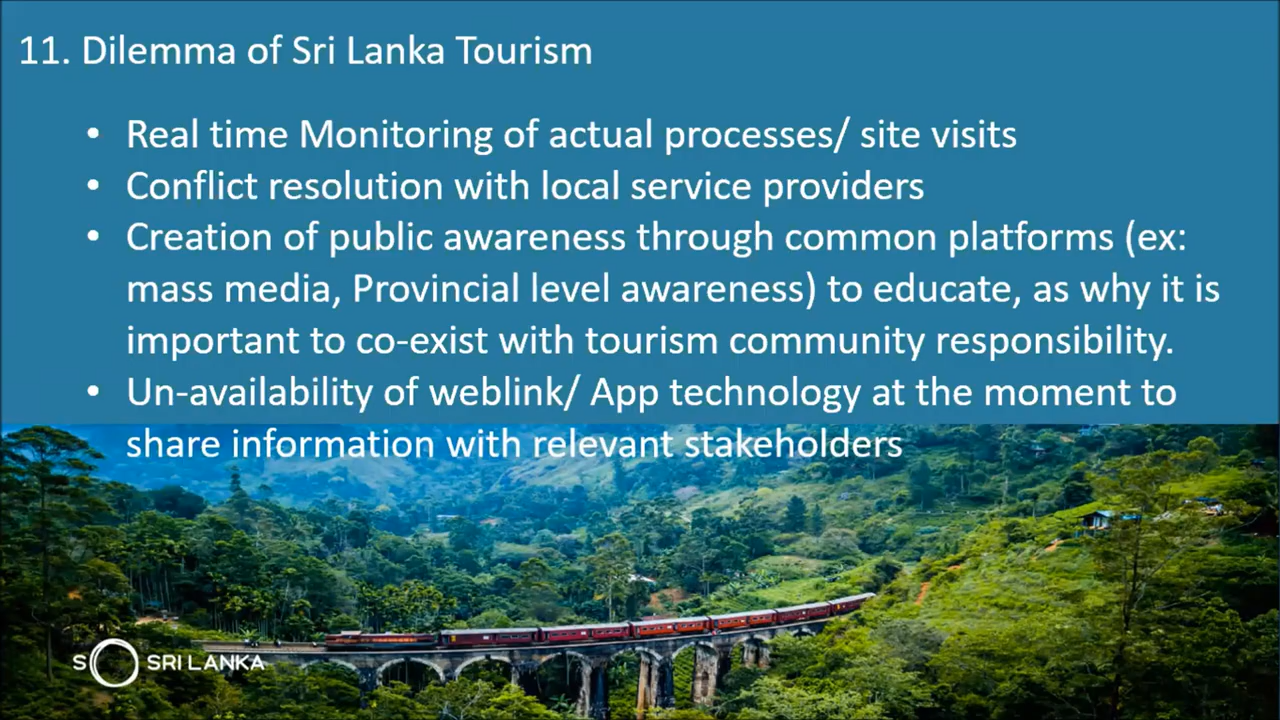 11. Dilemma of Sri Lanka Tourism
• Real time Monitoring of actual processes/ site visits
• Conflict resolution with local service providers
• Creation of public awareness through common platforms (ex:
mass media, Provincial level awareness) to educate, as why it is
important to co-exist with tourism community responsibility.
• Un-availability of weblink/ App technology at the moment to
share information with relevant stakeholders
SO SRI LANKA